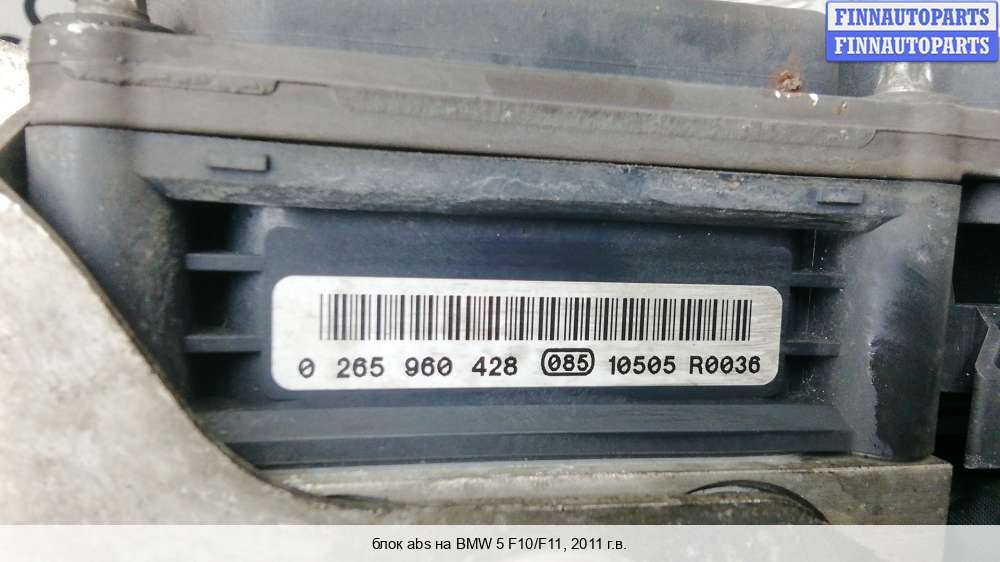 FINNAUTOPARTS
FINNAUTOPARTS
0 265 960 428 085 10505 R0036
блок abs на BMW 5 F10/F11, 2011 г.в.